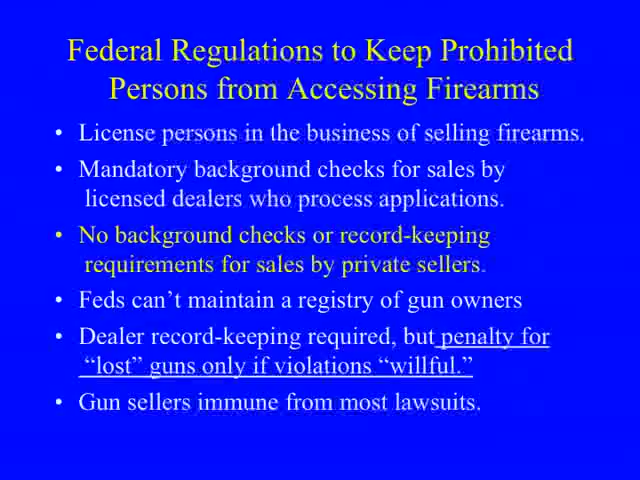 Federal Regulations to Keep Prohibited
Persons from Accessing Firearms
• License persons in the business of selling firearms.
• Mandatory background checks for sales by
licensed dealers who process applications.
• No background checks or record-keeping
requirements for sales by private sellers.
• Feds can’t maintain a registry of gun owners
• Dealer record-keeping required, but penalty for
“lost” guns only if violations “willful.”
• Gun sellers immune from most lawsuits.